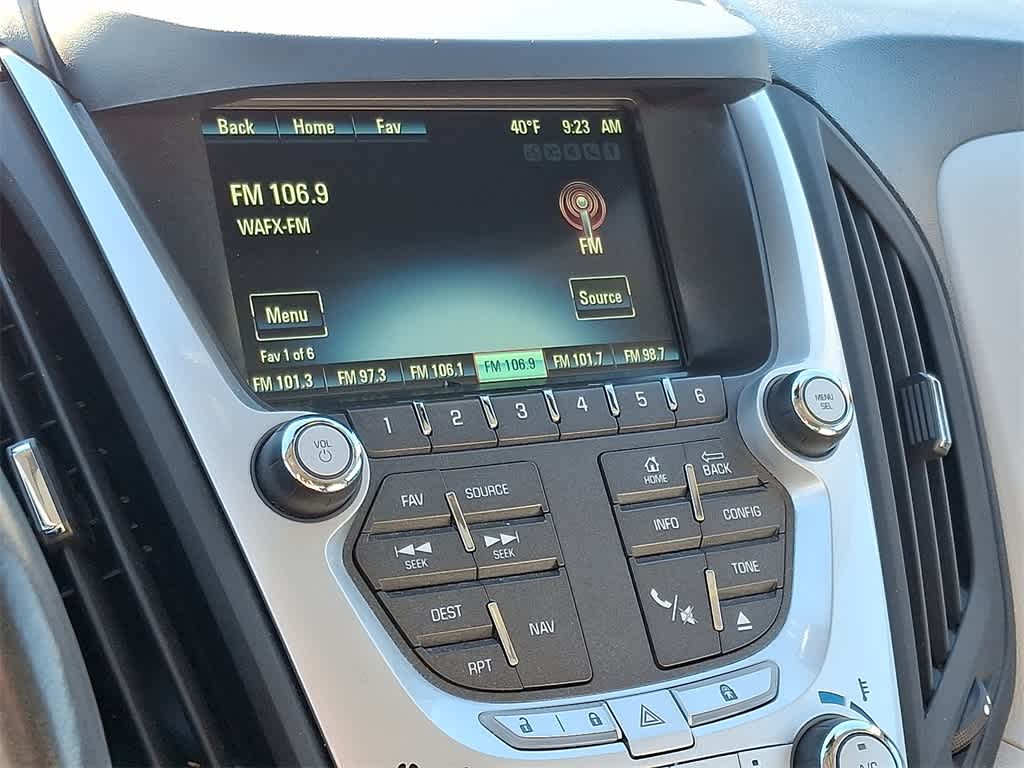 Back Home Fav 40°F 9:23 AM
FM 106.9
WAFX-FM
FM
Menu Source
Fav 1 of 6
FM 101.3 FM 97.3 FM 106.1 FM 106.9 FM 101.7 FM 98.7
1 2 3 4 5 6
VOL
MENU
SEL
FAV SOURCE
HOME BACK
SEEK SEEK
INFO CONFIG
DEST NAV
TONE
RPT
A/C